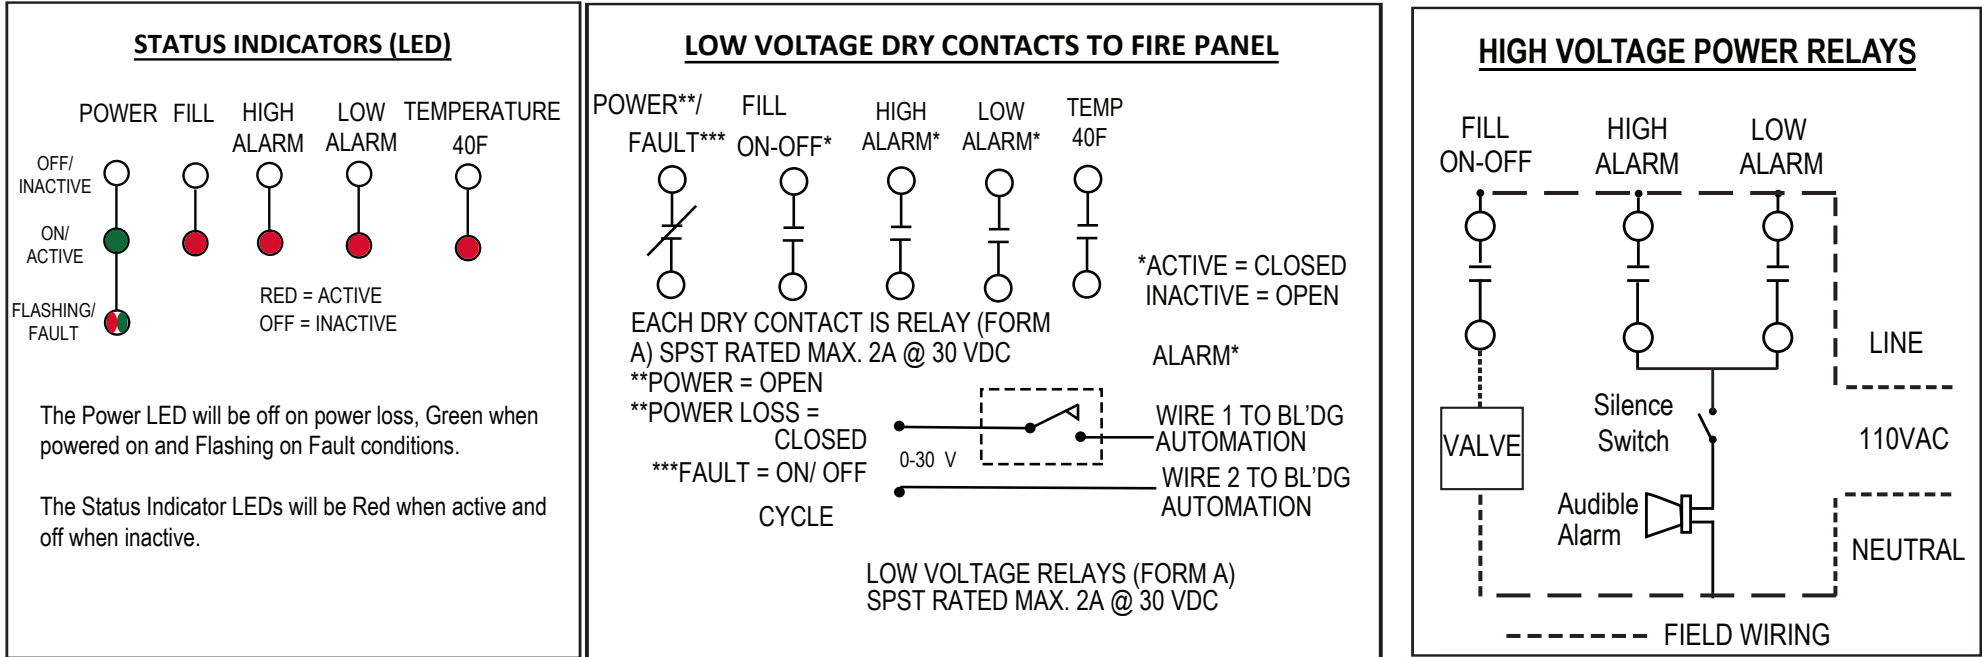 STATUS INDICATORS (LED)
POWER FILL HIGH ALARM LOW ALARM TEMPERATURE 40F
OFF/
INACTIVE
ON/
ACTIVE
FLASHING/
FAULT
RED = ACTIVE
OFF = INACTIVE
The Power LED will be off on power loss, Green when
powered on and Flashing on Fault conditions.
The Status Indicator LEDs will be Red when active and
off when inactive.
LOW VOLTAGE DRY CONTACTS TO FIRE PANEL
POWER**/
FAULT***
FILL
ON-OFF*
HIGH
ALARM*
LOW
ALARM*
TEMP
40F
*ACTIVE = CLOSED
INACTIVE = OPEN
EACH DRY CONTACT IS RELAY (FORM
A) SPST RATED MAX. 2A @ 30 VDC
**POWER = OPEN
**POWER LOSS =
CLOSED
***FAULT = ON/ OFF
CYCLE
ALARM*
0-30 V
WIRE 1 TO BL'DG
AUTOMATION
WIRE 2 TO BL'DG
AUTOMATION
LOW VOLTAGE RELAYS (FORM A)
SPST RATED MAX. 2A @ 30 VDC
HIGH VOLTAGE POWER RELAYS
FILL
ON-OFF
HIGH
ALARM
LOW
ALARM
LINE
Silence
Switch
VALVE
110VAC
Audible
Alarm
NEUTRAL
FIELD WIRING